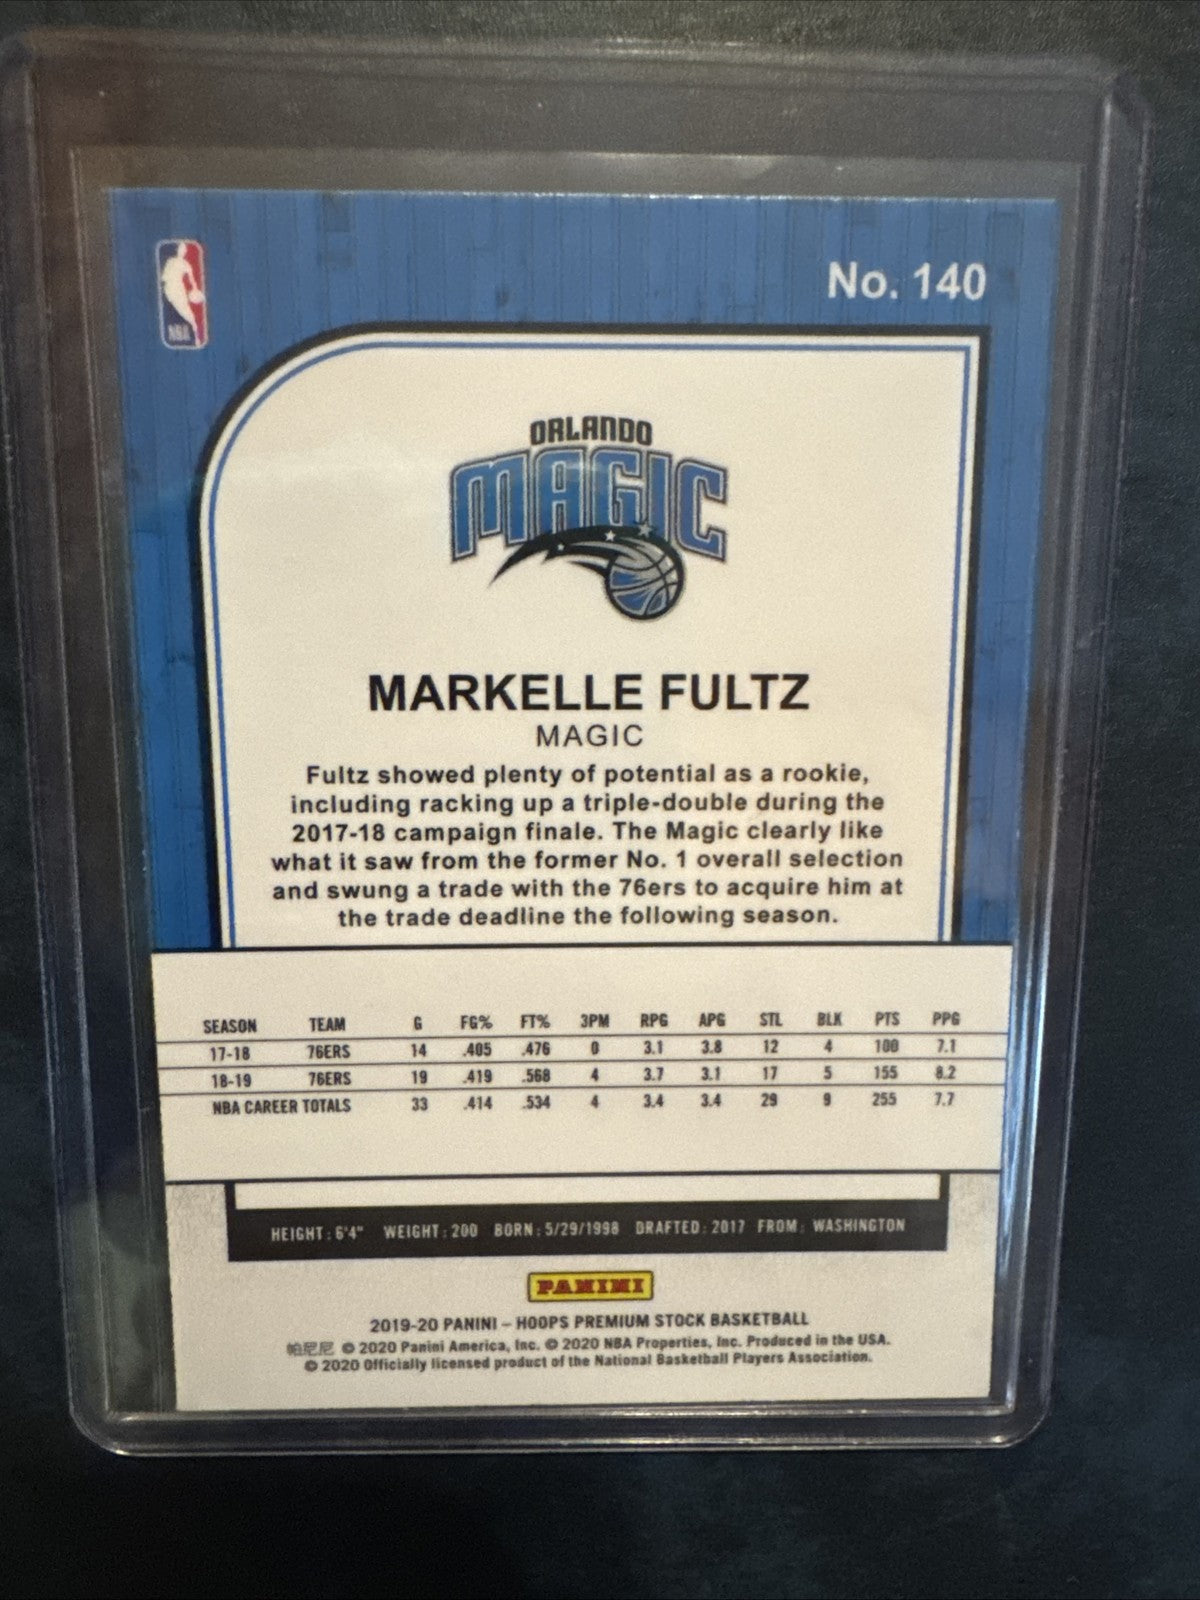 No. 140
NBA
ORLANDO
MAGIC
MARKELLE FULTZ
MAGIC
Fultz showed plenty of potential as a rookie,
including racking up a triple-double during the
2017-18 campaign finale. The Magic clearly like
what it saw from the former No. 1 overall selection
and swung a trade with the 76ers to acquire him at
the trade deadline the following season.
SEASON TEAM G FG% FT% 3PM RPG APG STL BLK PTS PPG
17-18 76ERS 14 .405 .476 0 3.1 3.8 12 4 100 7.1
18-19 76ERS 19 .419 .568 4 3.7 3.1 17 5 155 8.2
NBA CAREER TOTALS 33 .414 .534 4 3.4 3.4 29 9 255 7.7
HEIGHT: 6'4" WEIGHT: 200 BORN: 5/29/1998 DRAFTED: 2017 FROM: WASHINGTON
PANINI
2019-20 PANINI – HOOPS PREMIUM STOCK BASKETBALL
帕尼尼 © 2020 Panini America, Inc. © 2020 NBA Properties, Inc. Produced in the USA.
© 2020 Officially licensed product of the National Basketball Players Association.